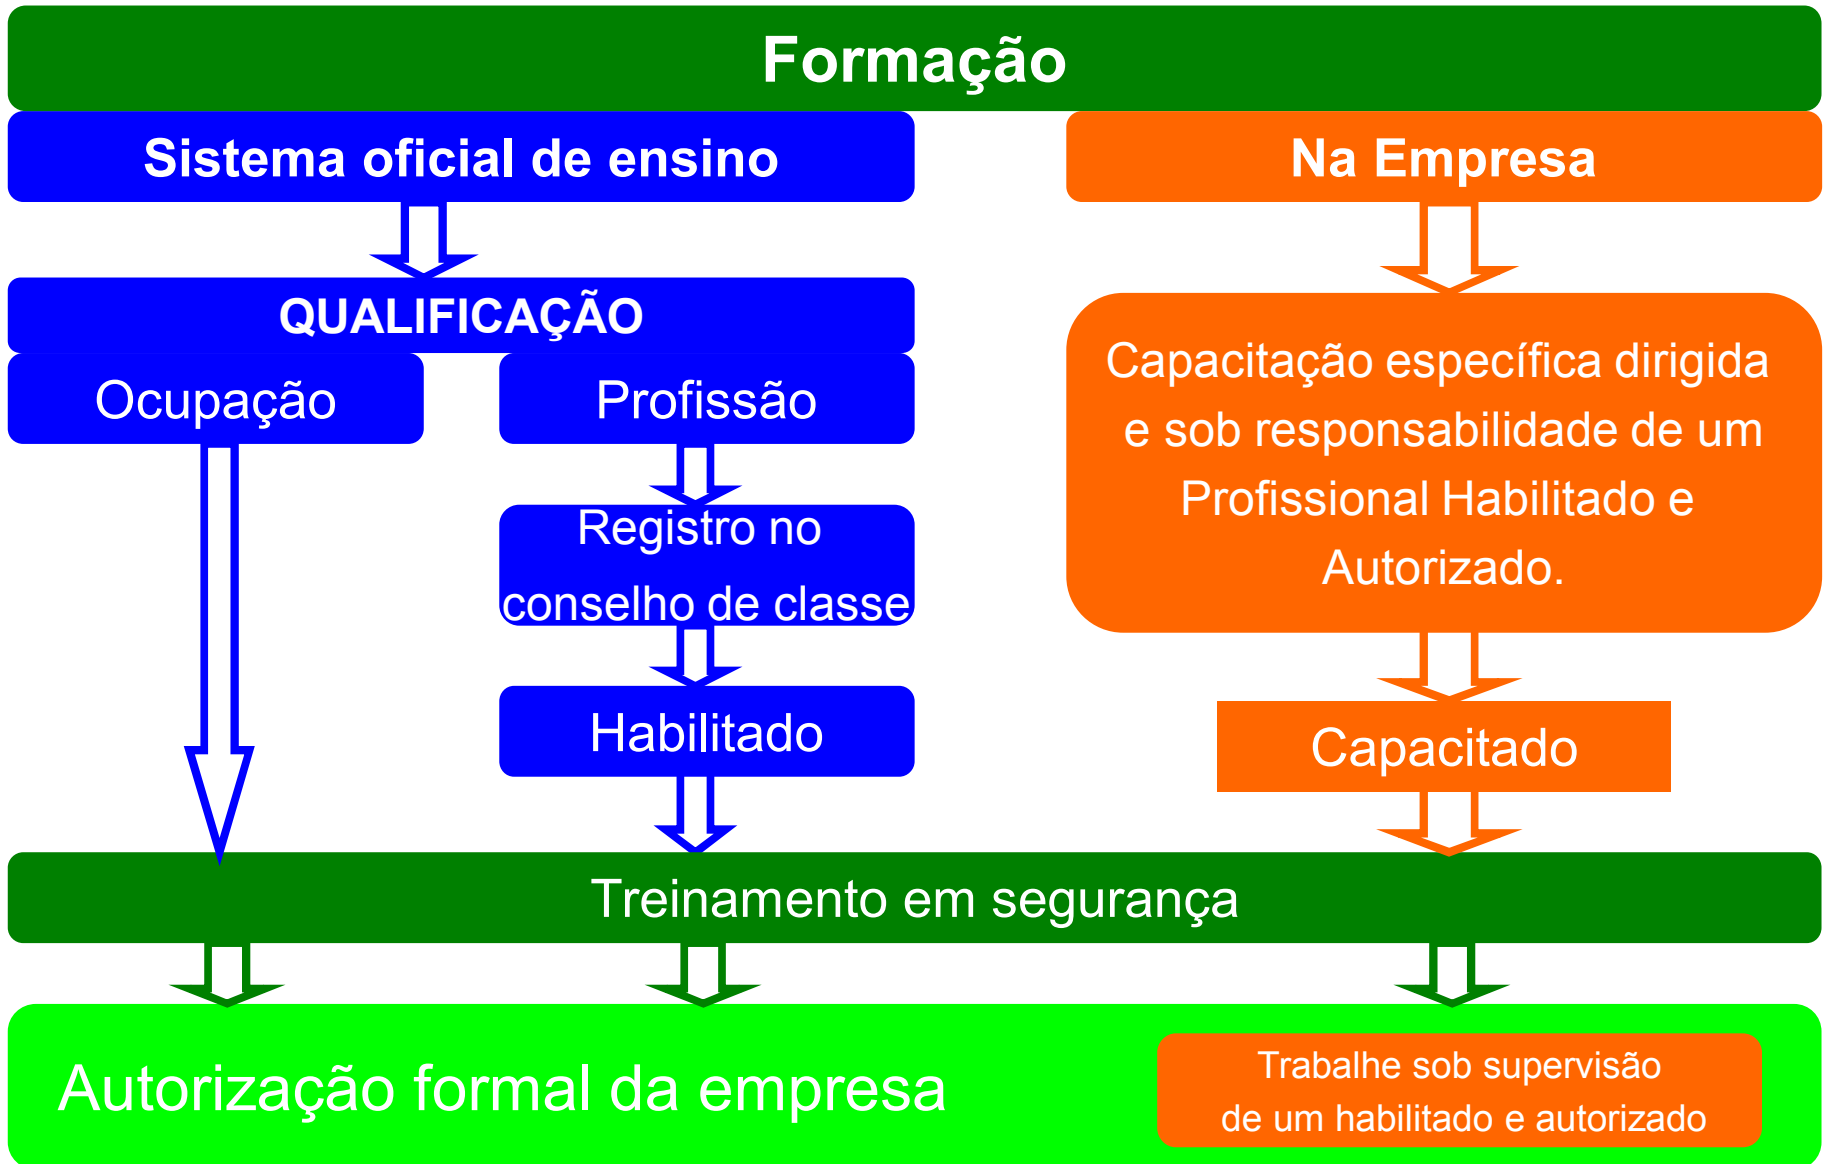 Formação
Sistema oficial de ensino
Na Empresa
QUALIFICAÇÃO
Ocupação
Profissão
Registro no
conselho de classe
Habilitado
Capacitação específica dirigida
e sob responsabilidade de um
Profissional Habilitado e
Autorizado.
Capacitado
Treinamento em segurança
Autorização formal da empresa
Trabalhe sob supervisão
de um habilitado e autorizado